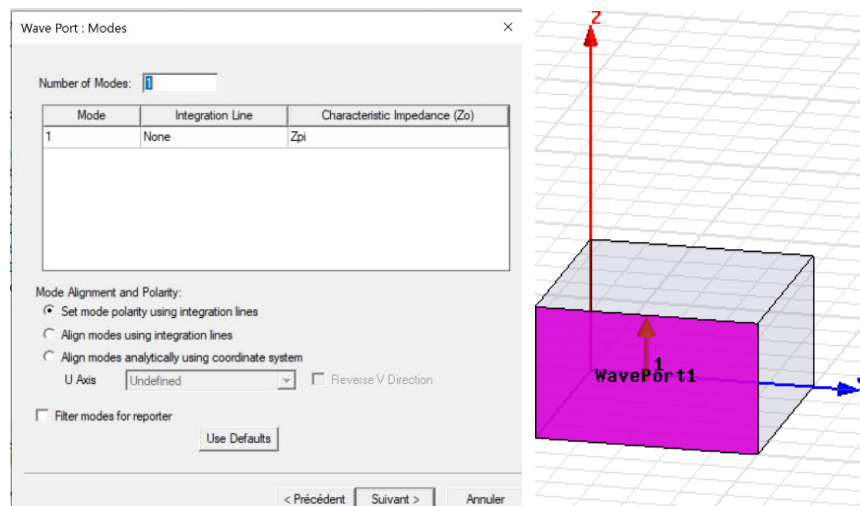 Wave Port : Modes
Number of Modes: 1
Mode Integration Line Characteristic Impedance (Zo)
1 None Zpi
Mode Alignment and Polarity:
Set mode polarity using integration lines
Align modes using integration lines
Align modes analytically using coordinate system
U Axis Undefined Reverse V Direction
Filter modes for reporter
Use Defaults
< Précédent Suivant > Annuler
Z
1
WavePort1